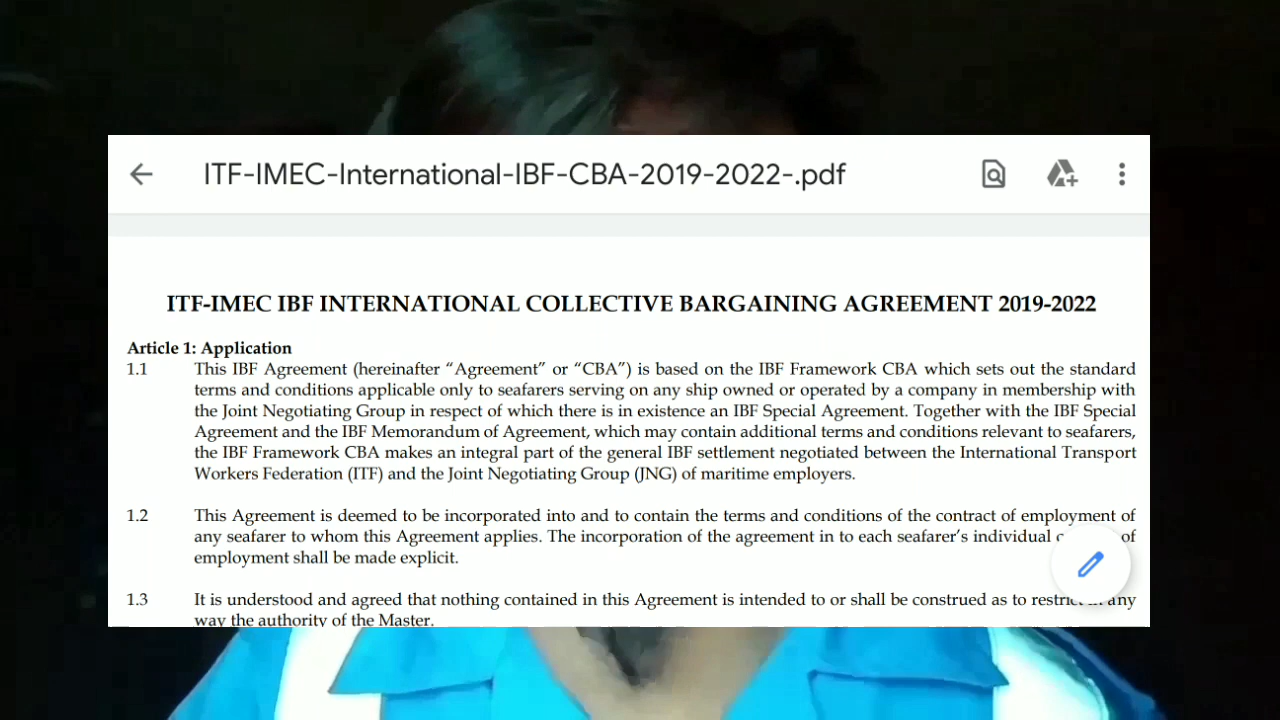 ITF-IMEC-International-IBF-CBA-2019-2022-.pdf
ITF-IMEC IBF INTERNATIONAL COLLECTIVE BARGAINING AGREEMENT 2019-2022
Article 1: Application
1.1 This IBF Agreement (hereinafter “Agreement” or “CBA”) is based on the IBF Framework CBA which sets out the standard
terms and conditions applicable only to seafarers serving on any ship owned or operated by a company in membership with
the Joint Negotiating Group in respect of which there is in existence an IBF Special Agreement. Together with the IBF Special
Agreement and the IBF Memorandum of Agreement, which may contain additional terms and conditions relevant to seafarers,
the IBF Framework CBA makes an integral part of the general IBF settlement negotiated between the International Transport
Workers Federation (ITF) and the Joint Negotiating Group (JNG) of maritime employers.
1.2 This Agreement is deemed to be incorporated into and to contain the terms and conditions of the contract of employment of
any seafarer to whom this Agreement applies. The incorporation of the agreement in to each seafarer’s individual of
employment shall be made explicit.
1.3 It is understood and agreed that nothing contained in this Agreement is intended to or shall be construed as to restrict any
way the authority of the Master.